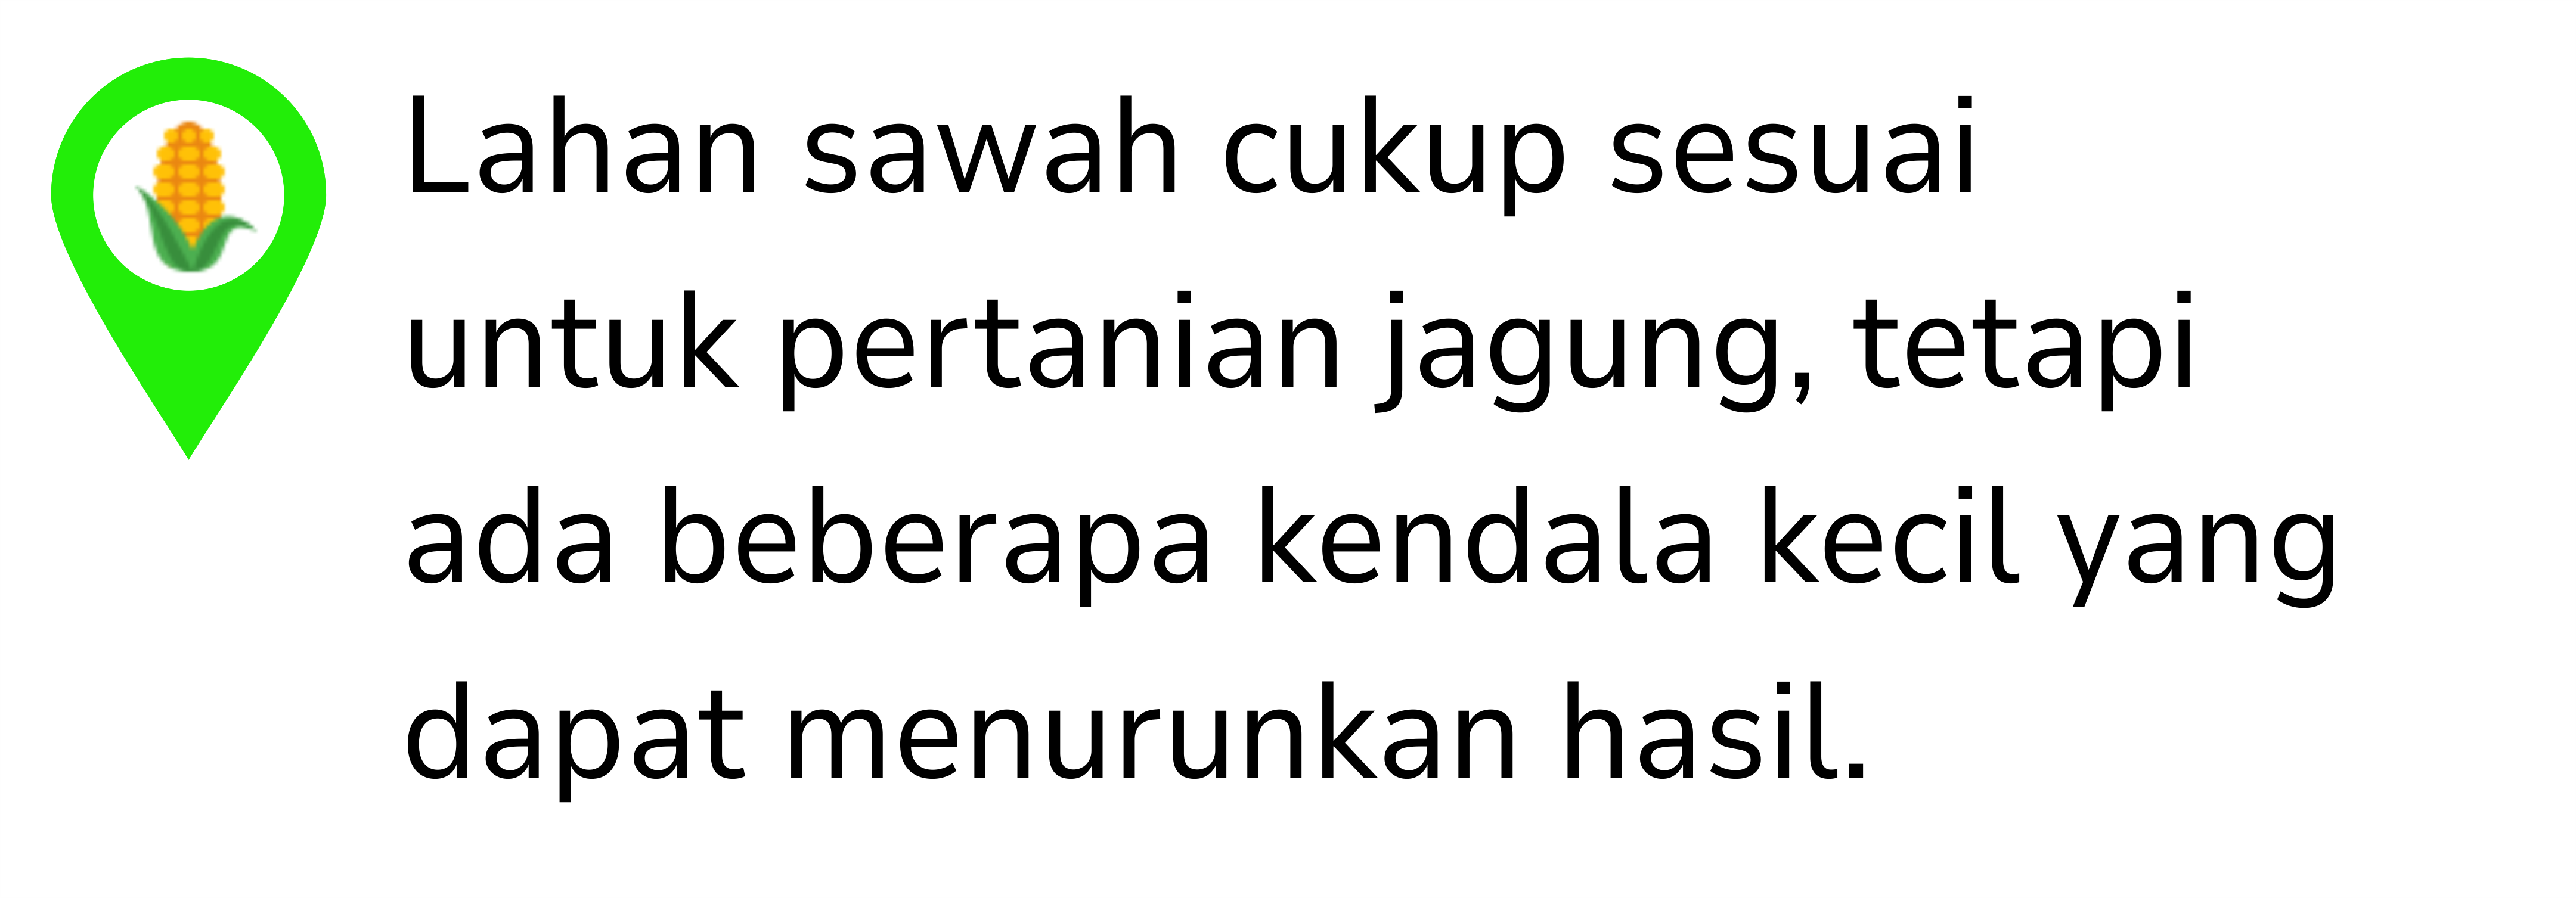 Lahan sawah cukup sesuai
untuk pertanian jagung, tetapi
ada beberapa kendala kecil yang
dapat menurunkan hasil.